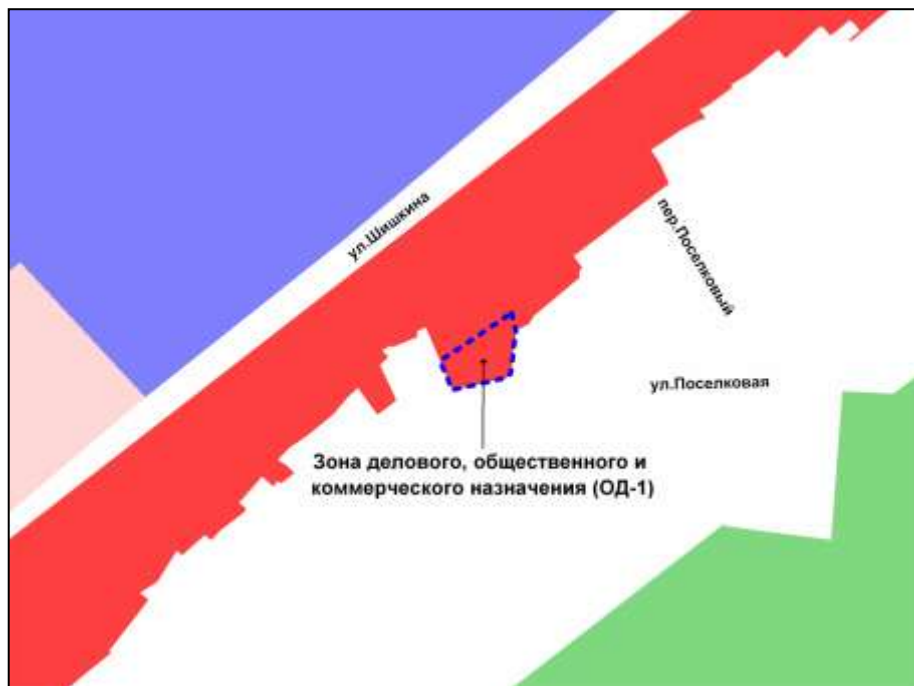 ул.Шишкина
пер.Поселковый
ул.Поселковая
Зона делового, общественного и
коммерческого назначения (ОД-1)